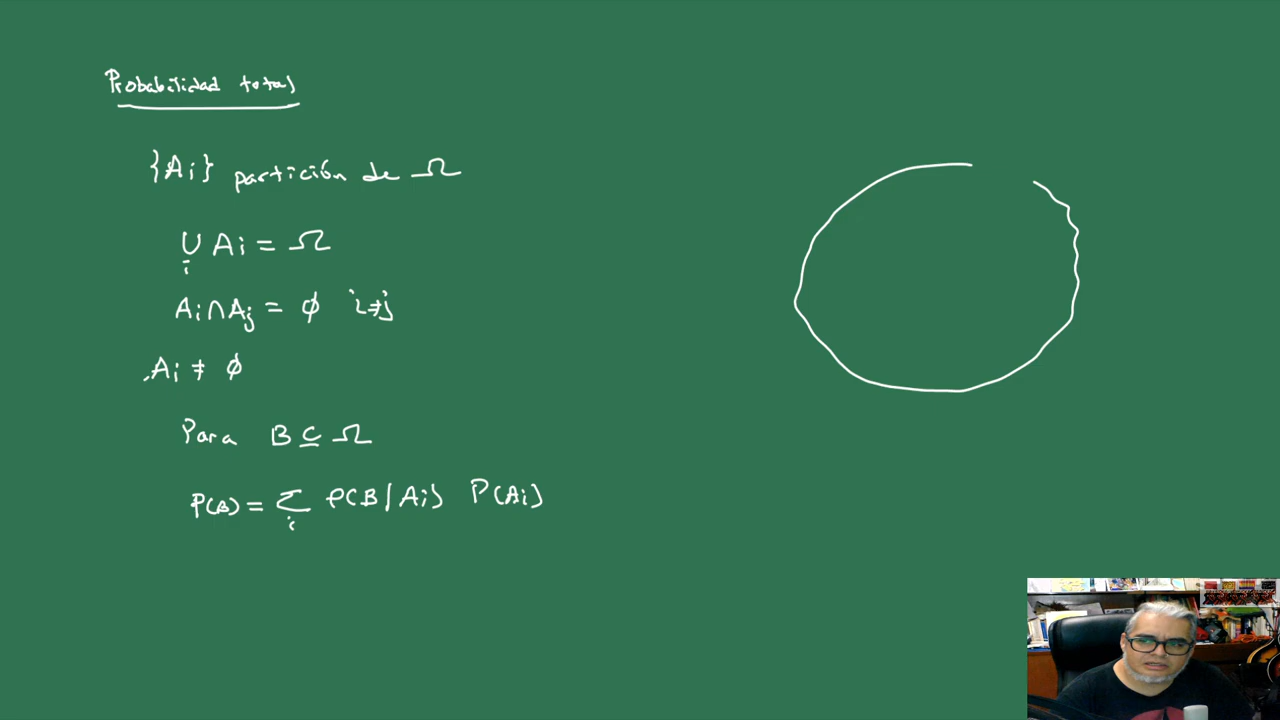 Probabilidad total
{Ai} partición de Ω
∪ Ai = Ω
i
Ai ∩ Aj = ∅ i≠j
Ai ≠ ∅
Para B ⊆ Ω
P(B) = Σ P(B|Ai) P(Ai)
i